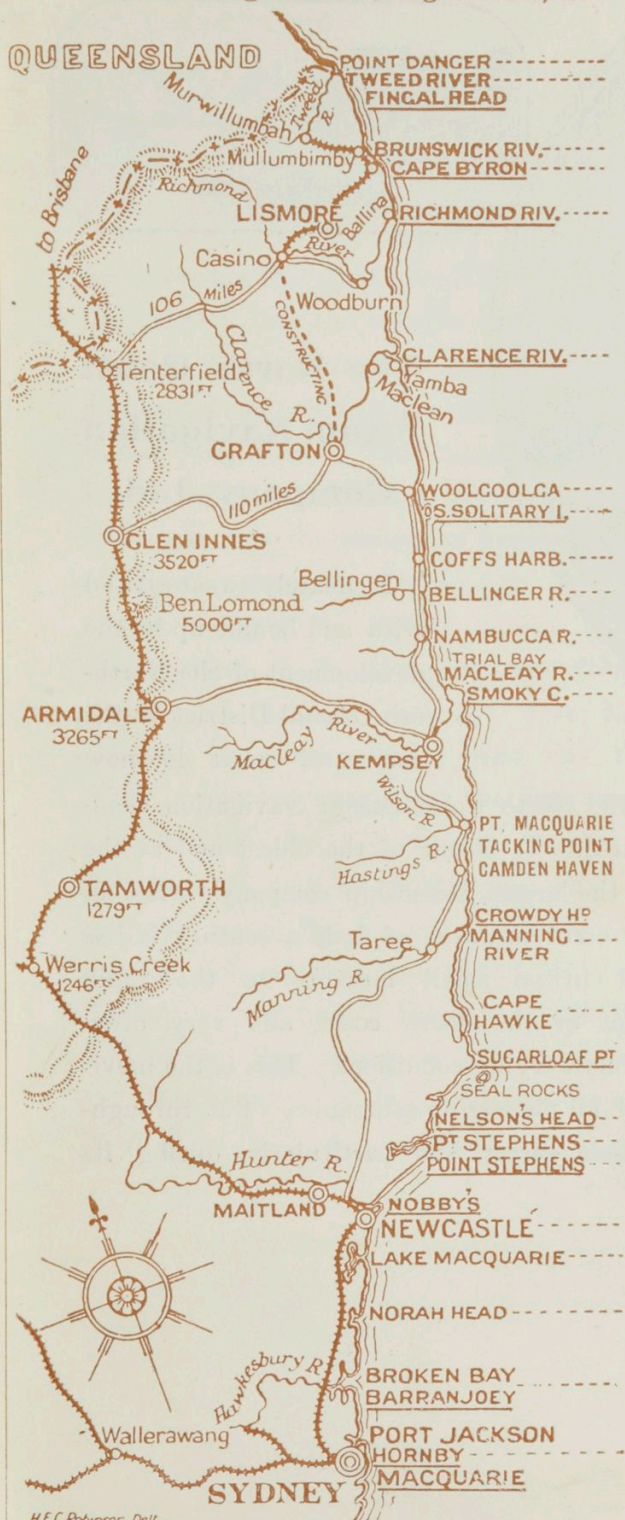 QUEENSLAND
POINT DANGER
TWEED RIVER
FINGAL HEAD
Murwillumbah
Tweed
R.
Mullumbimby
BRUNSWICK RIV.
CAPE BYRON
to Brisbane
Richmond
LISMORE
Ballina
RICHMOND RIV.
River
Casino
106 Miles
Woodburn
CONSTRUCTING
CLARENCE RIV.
Yamba
Maclean
Tenterfield
2831FT
Clarence
R.
GRAFTON
110 miles
WOOLGOOLGA
S. SOLITARY I.
GLEN INNES
3520FT
COFFS HARB.
Bellingen
BELLINGER R.
Ben Lomond
5000FT
NAMBUCCA R.
TRIAL BAY
MACLEAY R.
SMOKY C.
ARMIDALE
3265FT
Macleay River
KEMPSEY
Wilson R.
PT. MACQUARIE
TACKING POINT
CAMDEN HAVEN
Hastings R.
TAMWORTH
1279FT
CROWDY HD
Taree
MANNING
RIVER
Werris Creek
1246FT
Manning R.
CAPE
HAWKE
SUGARLOAF PT
SEAL ROCKS
NELSON'S HEAD
PT STEPHENS
POINT STEPHENS
Hunter R.
MAITLAND
NOBBY'S
NEWCASTLE
LAKE MACQUARIE
NORAH HEAD
Hawkesbury R.
BROKEN BAY
BARRANJOEY
Wallerawang
PORT JACKSON
HORNBY
SYDNEY
MACQUARIE